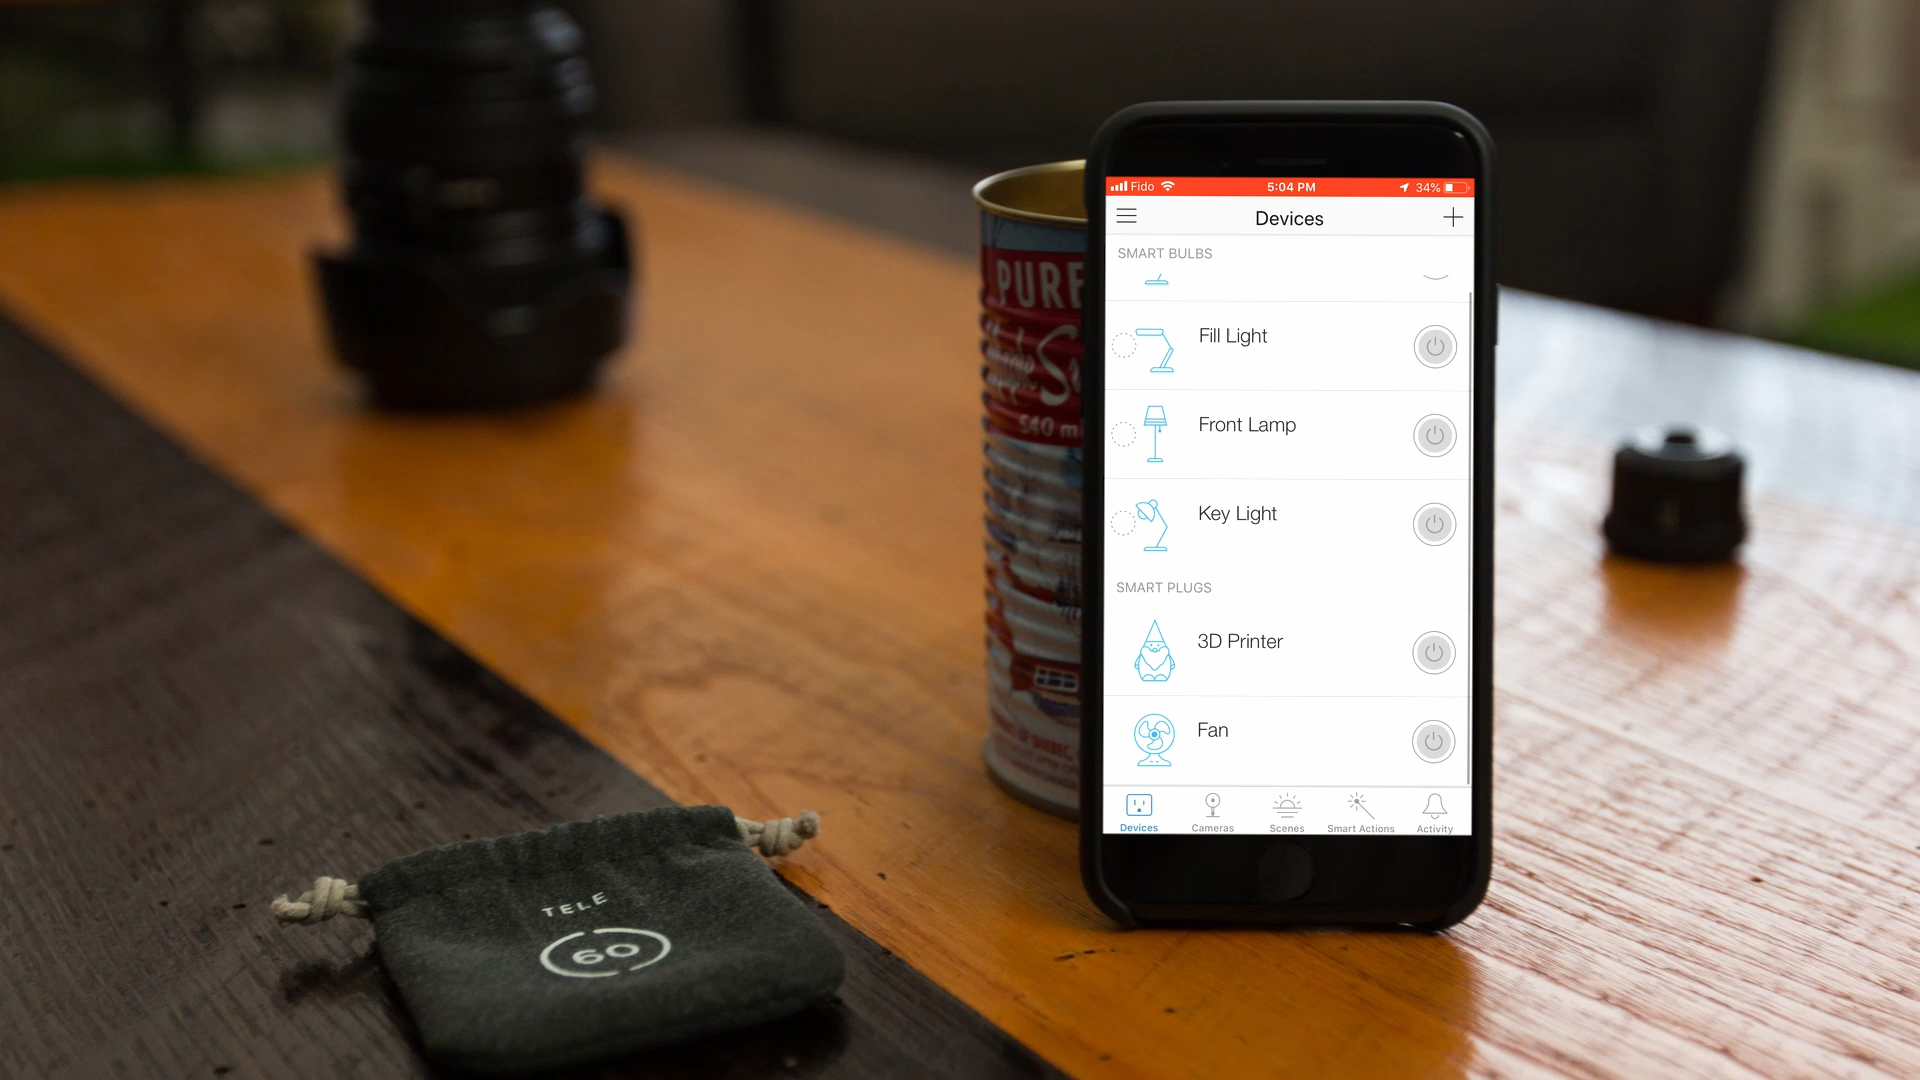 Fido 5:04 PM 34%
Devices
SMART BULBS
Fill Light
Front Lamp
Key Light
SMART PLUGS
3D Printer
Fan
Devices Cameras Scenes Smart Actions Activity
PURE
540 ml
TELE
60